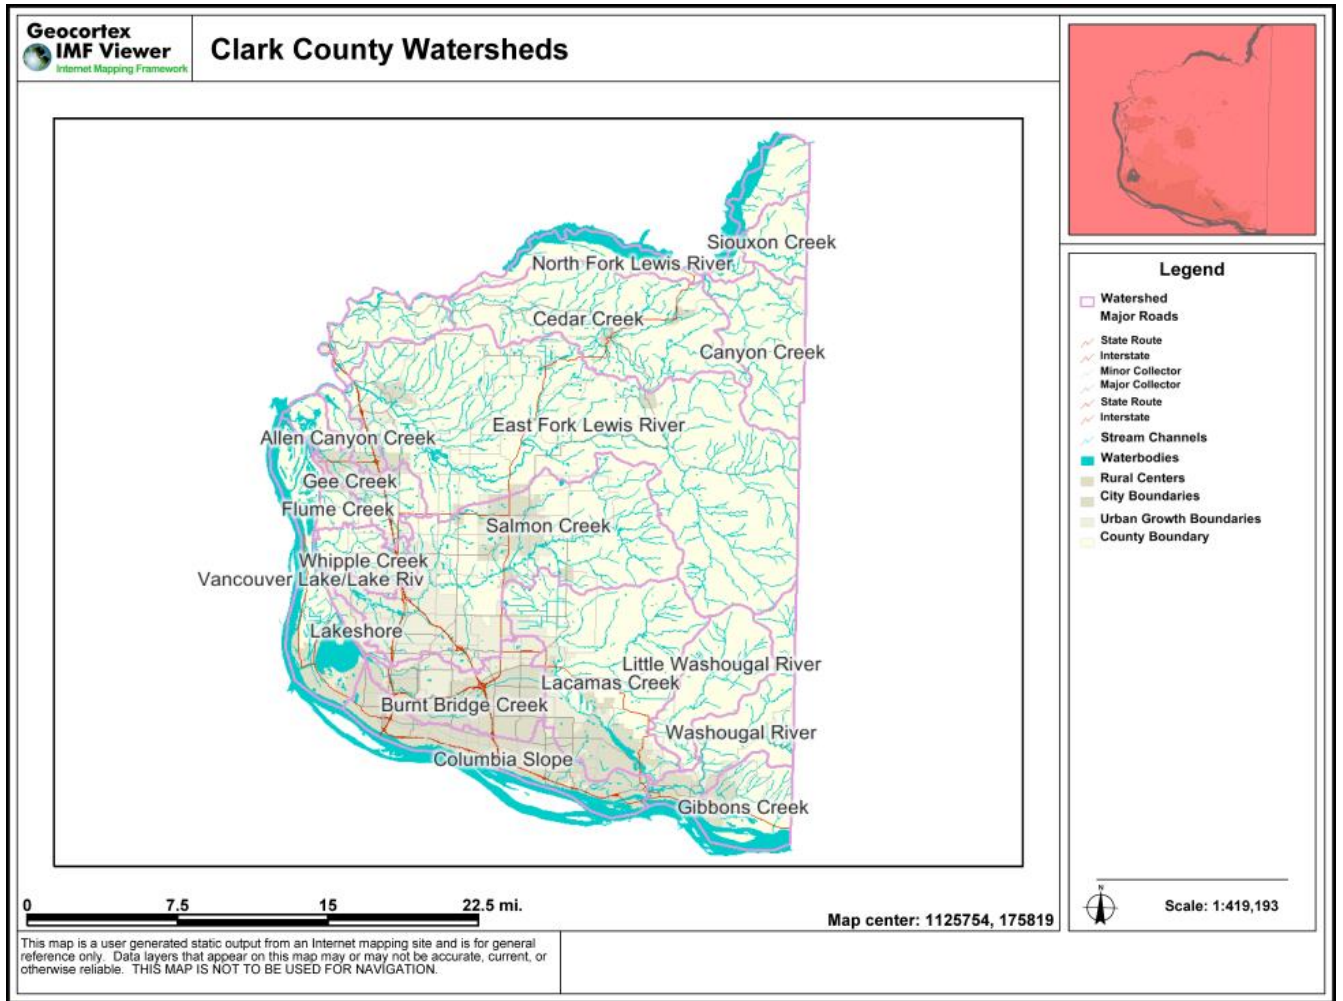 Geocortex
IMF Viewer
Internet Mapping Framework
Clark County Watersheds
Siouxon Creek
North Fork Lewis River
Cedar Creek
Canyon Creek
East Fork Lewis River
Allen Canyon Creek
Gee Creek
Flume Creek
Salmon Creek
Whipple Creek
Vancouver Lake/Lake Riv
Lakeshore
Little Washougal River
Lacamas Creek
Burnt Bridge Creek
Washougal River
Columbia Slope
Gibbons Creek
0 7.5 15 22.5 mi.
Map center: 1125754, 175819
This map is a user generated static output from an Internet mapping site and is for general
reference only. Data layers that appear on this map may or may not be accurate, current, or
otherwise reliable. THIS MAP IS NOT TO BE USED FOR NAVIGATION.
Legend
Watershed
Major Roads
State Route
Interstate
Minor Collector
Major Collector
State Route
Interstate
Stream Channels
Waterbodies
Rural Centers
City Boundaries
Urban Growth Boundaries
County Boundary
N
Scale: 1:419,193